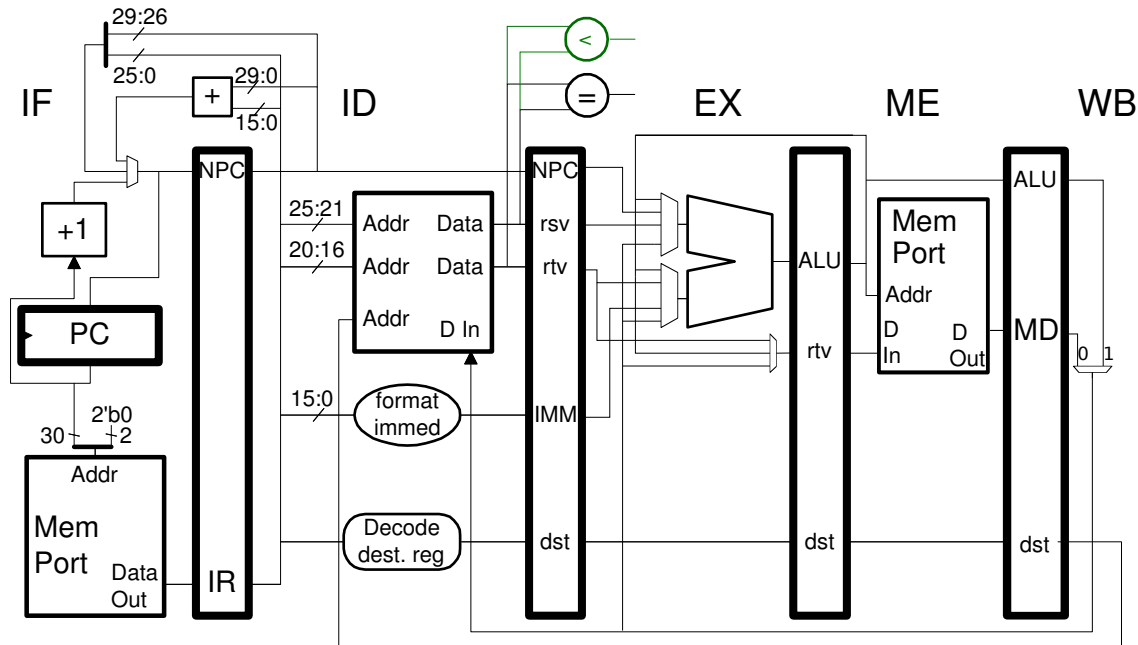 29:26
25:0
29:0
15:0
+
IF
ID
EX
ME
WB
<
=
NPC
NPC
ALU
+1
25:21
Addr
Data
rsv
20:16
Addr
Data
rtv
ALU
Mem
Port
Addr
PC
Addr
D In
D
In
D
Out
rtv
MD
0 1
15:0
format
immed
IMM
2'b0
30
2
Addr
Mem
Port
Data
Out
IR
Decode
dest. reg
dst
dst
dst